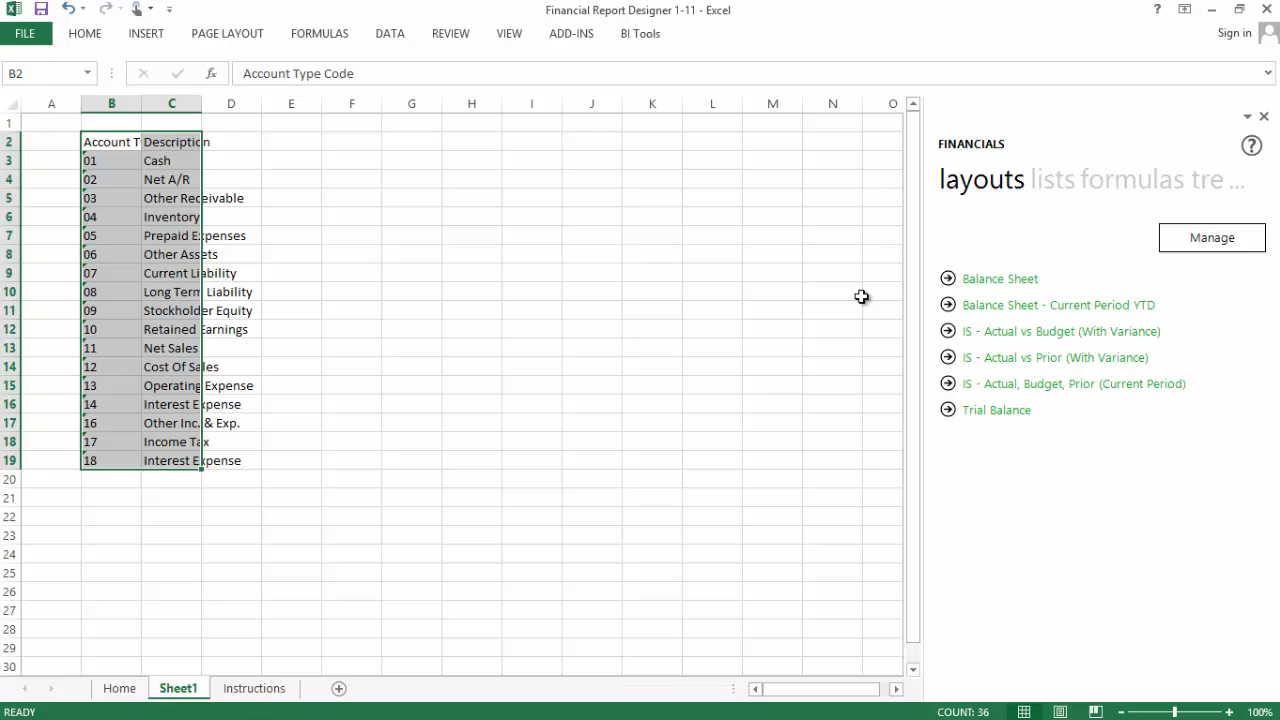 Financial Report Designer 1-11 - Excel
?
FILE HOME INSERT PAGE LAYOUT FORMULAS DATA REVIEW VIEW ADD-INS BI Tools Sign in
B2 fx Account Type Code
A B C D E F G H I J K L M N O
1
2 Account T Description
3 01 Cash
4 02 Net A/R
5 03 Other Receivable
6 04 Inventory
7 05 Prepaid Expenses
8 06 Other Assets
9 07 Current Liability
10 08 Long Term Liability
11 09 Stockholder Equity
12 10 Retained Earnings
13 11 Net Sales
14 12 Cost Of Sales
15 13 Operating Expense
16 14 Interest Expense
17 16 Other Inc. & Exp.
18 17 Income Tax
19 18 Interest Expense
20
21
22
23
24
25
26
27
28
29
30
FINANCIALS ?
layouts lists formulas tre ...
Manage
Balance Sheet
Balance Sheet - Current Period YTD
IS - Actual vs Budget (With Variance)
IS - Actual vs Prior (With Variance)
IS - Actual, Budget, Prior (Current Period)
Trial Balance
Home Sheet1 Instructions
READY COUNT: 36 100%